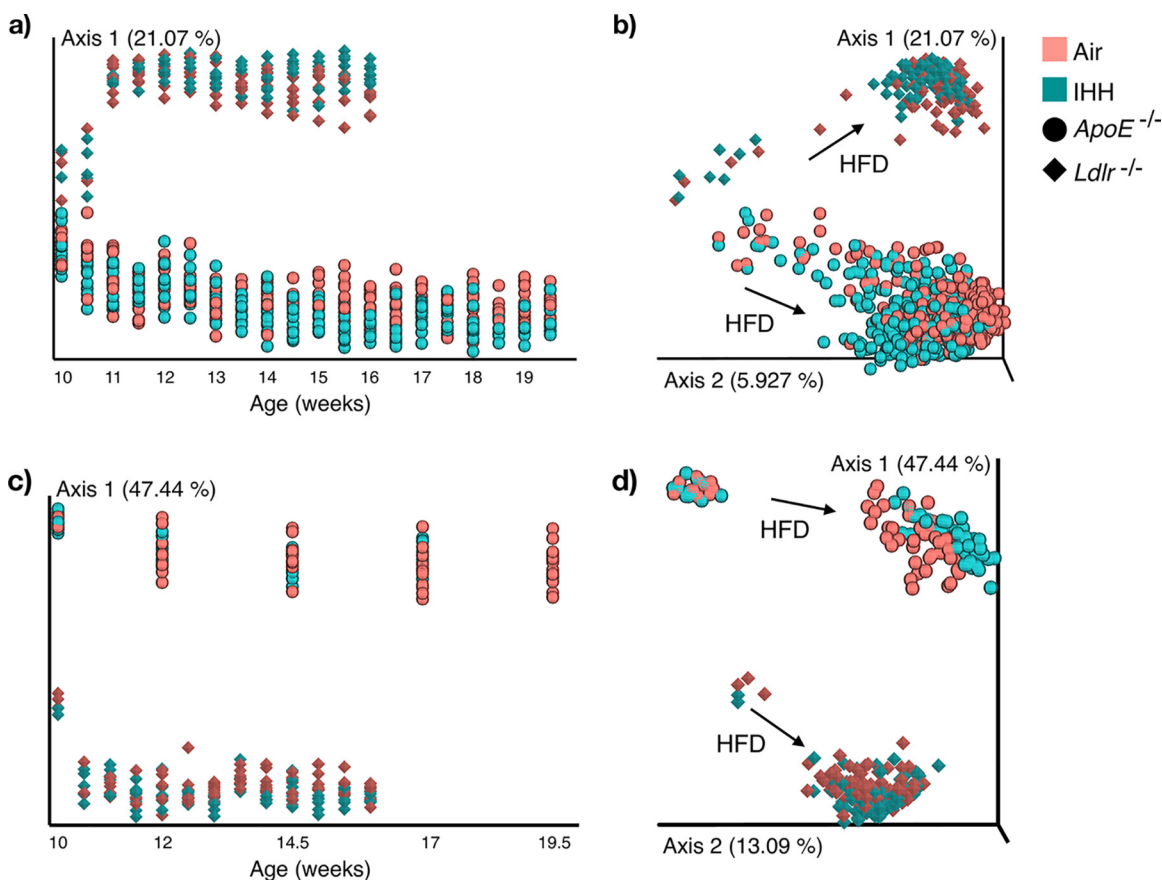 a)
Axis 1 (21.07 %)
10 11 12 13 14 15 16 17 18 19
Age (weeks)
b)
Axis 1 (21.07 %)
HFD
HFD
Axis 2 (5.927 %)
Air
IHH
ApoE -/-
Ldlr -/-
c)
Axis 1 (47.44 %)
10 12 14.5 17 19.5
Age (weeks)
d)
Axis 1 (47.44 %)
HFD
HFD
Axis 2 (13.09 %)